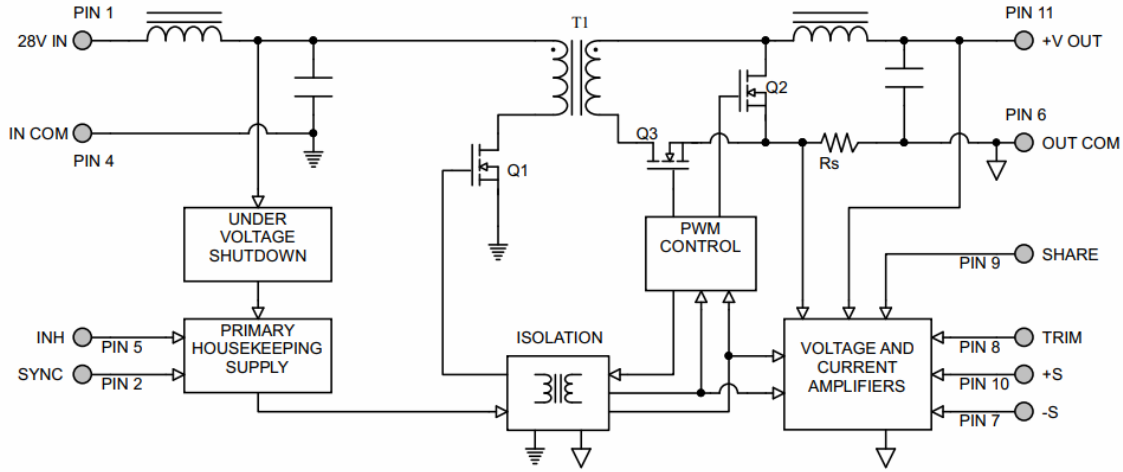 PIN 1
28V IN
IN COM
PIN 4
T1
PIN 11
+V OUT
PIN 6
OUT COM
Q1
Q2
Q3
Rs
UNDER
VOLTAGE
SHUTDOWN
PWM
CONTROL
PIN 9
SHARE
INH
PIN 5
SYNC
PIN 2
PRIMARY
HOUSEKEEPING
SUPPLY
ISOLATION
VOLTAGE AND
CURRENT
AMPLIFIERS
TRIM
PIN 8
+S
PIN 10
-S
PIN 7